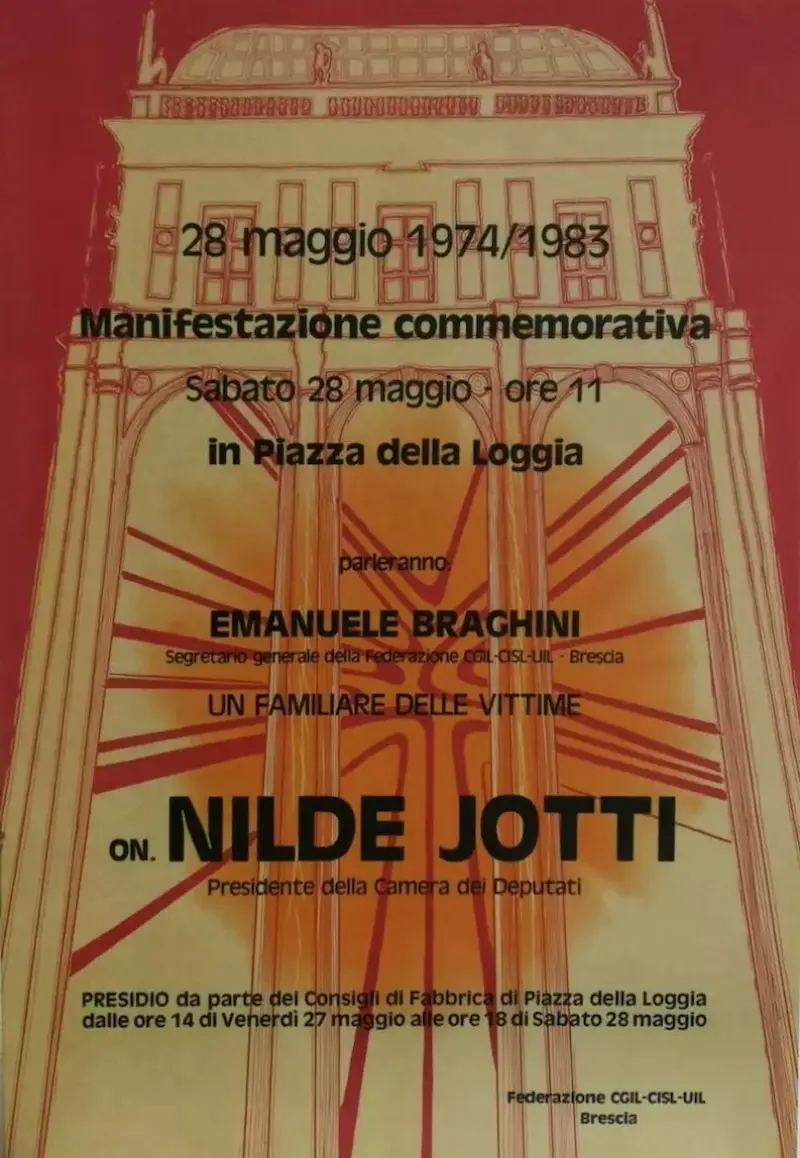 28 maggio 1974/1983
Manifestazione commemorativa
Sabato 28 maggio - ore 11
in Piazza della Loggia
parleranno:
EMANUELE BRAGHINI
Segretario generale della Federazione CGIL-CISL-UIL - Brescia
UN FAMILIARE DELLE VITTIME
ON. NILDE JOTTI
Presidente della Camera dei Deputati
PRESIDIO da parte dei Consigli di Fabbrica di Piazza della Loggia
dalle ore 14 di Venerdì 27 maggio alle ore 18 di Sabato 28 maggio
Federazione CGIL-CISL-UIL
Brescia